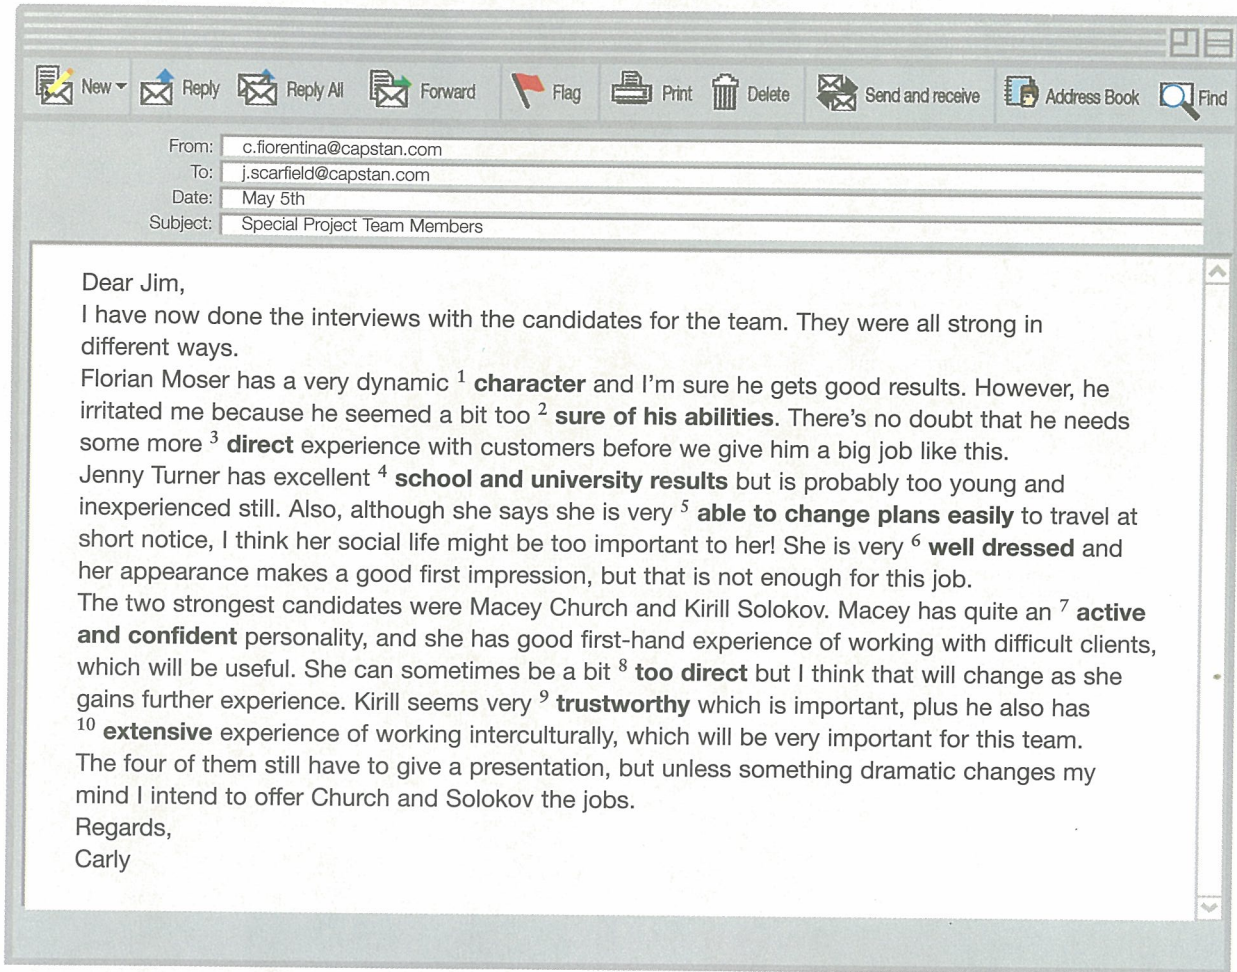 New Reply Reply All Forward Flag Print Delete Send and receive Address Book Find
From: c.fiorentina@capstan.com
To: j.scarfield@capstan.com
Date: May 5th
Subject: Special Project Team Members
Dear Jim,
I have now done the interviews with the candidates for the team. They were all strong in
different ways.
Florian Moser has a very dynamic 1 character and I'm sure he gets good results. However, he
irritated me because he seemed a bit too 2 sure of his abilities. There's no doubt that he needs
some more 3 direct experience with customers before we give him a big job like this.
Jenny Turner has excellent 4 school and university results but is probably too young and
inexperienced still. Also, although she says she is very 5 able to change plans easily to travel at
short notice, I think her social life might be too important to her! She is very 6 well dressed and
her appearance makes a good first impression, but that is not enough for this job.
The two strongest candidates were Macey Church and Kirill Solokov. Macey has quite an 7 active
and confident personality, and she has good first-hand experience of working with difficult clients,
which will be useful. She can sometimes be a bit 8 too direct but I think that will change as she
gains further experience. Kirill seems very 9 trustworthy which is important, plus he also has
10 extensive experience of working interculturally, which will be very important for this team.
The four of them still have to give a presentation, but unless something dramatic changes my
mind I intend to offer Church and Solokov the jobs.
Regards,
Carly